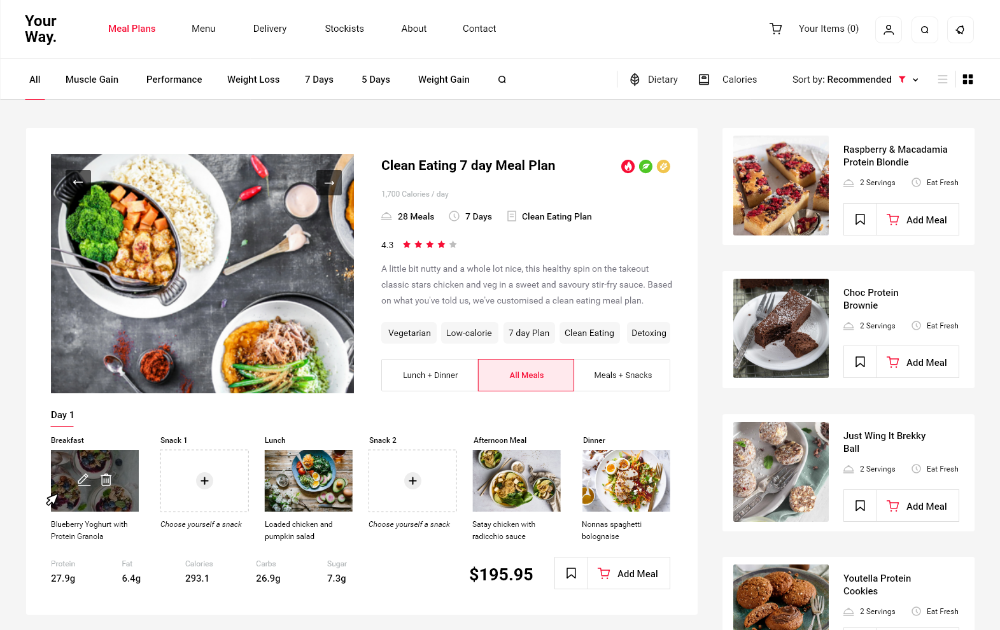 Your
Way.
Meal Plans
Menu
Delivery
Stockists
About
Contact
Your Items (0)
All
Muscle Gain
Performance
Weight Loss
7 Days
5 Days
Weight Gain
Dietary
Calories
Sort by: Recommended
Clean Eating 7 day Meal Plan
1,700 Calories / day
28 Meals
7 Days
Clean Eating Plan
4.3
A little bit nutty and a whole lot nice, this healthy spin on the takeout
classic stars chicken and veg in a sweet and savoury stir-fry sauce. Based
on what you've told us, we've customised a clean eating meal plan.
Vegetarian
Low-calorie
7 day Plan
Clean Eating
Detoxing
Lunch + Dinner
All Meals
Meals + Snacks
Day 1
Breakfast
Snack 1
Lunch
Snack 2
Afternoon Meal
Dinner
Blueberry Yoghurt with
Protein Granola
Choose yourself a snack
Loaded chicken and
pumpkin salad
Choose yourself a snack
Satay chicken with
radicchio sauce
Nonnas spaghetti
bolognaise
Protein
27.9g
Fat
6.4g
Calories
293.1
Carbs
26.9g
Sugar
7.3g
$195.95
Add Meal
Raspberry & Macadamia
Protein Blondie
2 Servings
Eat Fresh
Add Meal
Choc Protein
Brownie
2 Servings
Eat Fresh
Add Meal
Just Wing It Brekky
Ball
2 Servings
Eat Fresh
Add Meal
Youtella Protein
Cookies
2 Servings
Eat Fresh